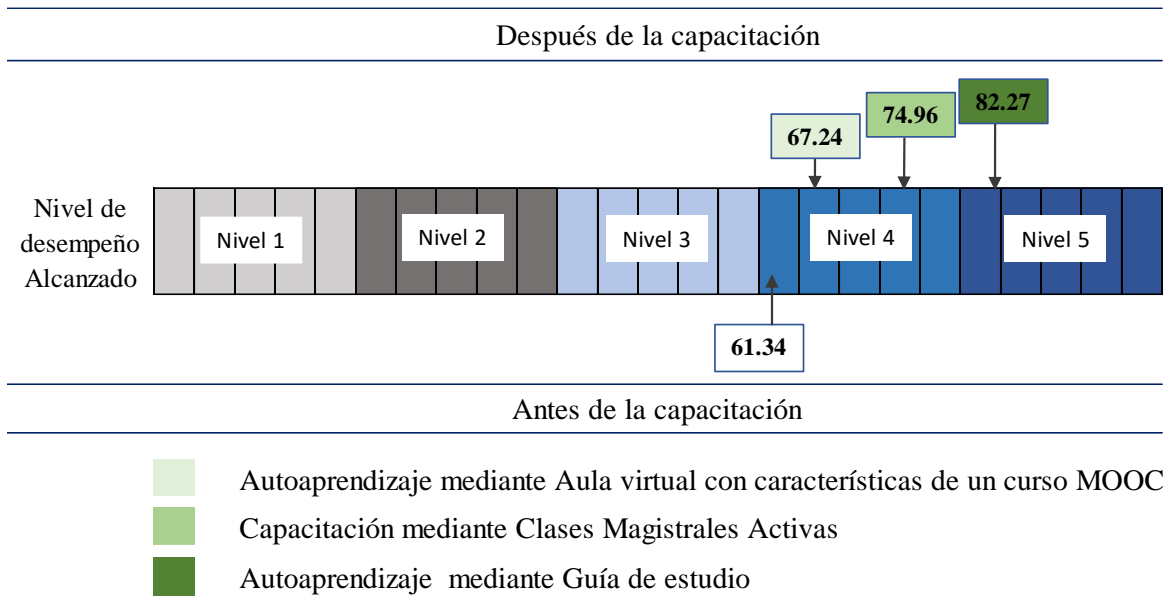 Después de la capacitación
82.27
74.96
67.24
Nivel de
desempeño
Alcanzado
Nivel 1
Nivel 2
Nivel 3
Nivel 4
Nivel 5
61.34
Antes de la capacitación
Autoaprendizaje mediante Aula virtual con características de un curso MOOC
Capacitación mediante Clases Magistrales Activas
Autoaprendizaje mediante Guía de estudio